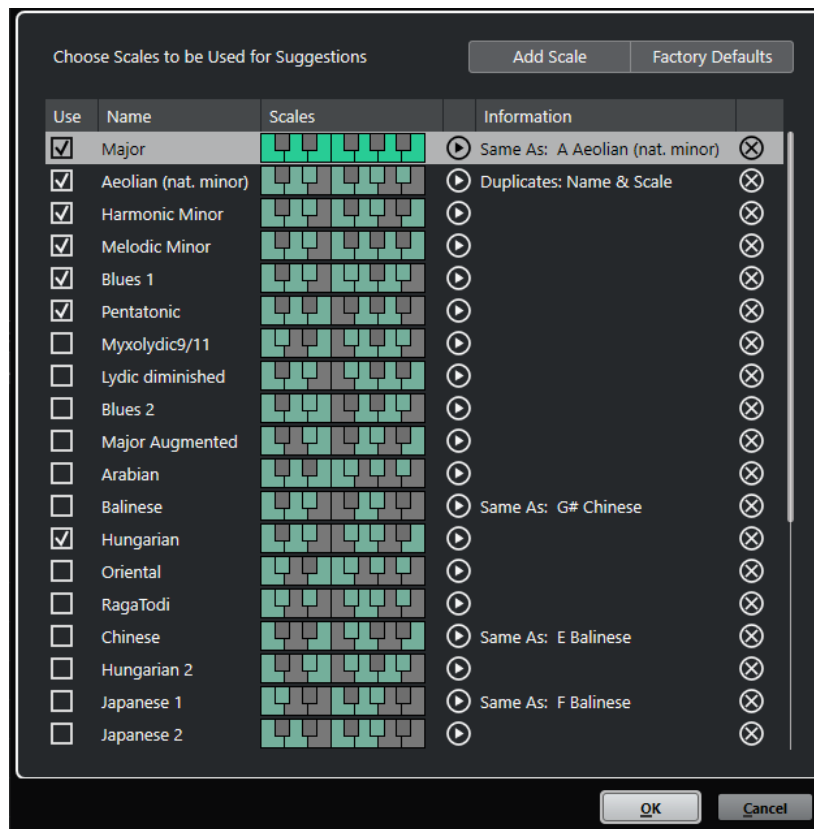 Choose Scales to be Used for Suggestions Add Scale Factory Defaults
Use Name Scales Information
Major Same As: A Aeolian (nat. minor)
Aeolian (nat. minor) Duplicates: Name & Scale
Harmonic Minor
Melodic Minor
Blues 1
Pentatonic
Myxolydic9/11
Lydic diminished
Blues 2
Major Augmented
Arabian
Balinese Same As: G# Chinese
Hungarian
Oriental
RagaTodi
Chinese Same As: E Balinese
Hungarian 2
Japanese 1 Same As: F Balinese
Japanese 2
OK Cancel